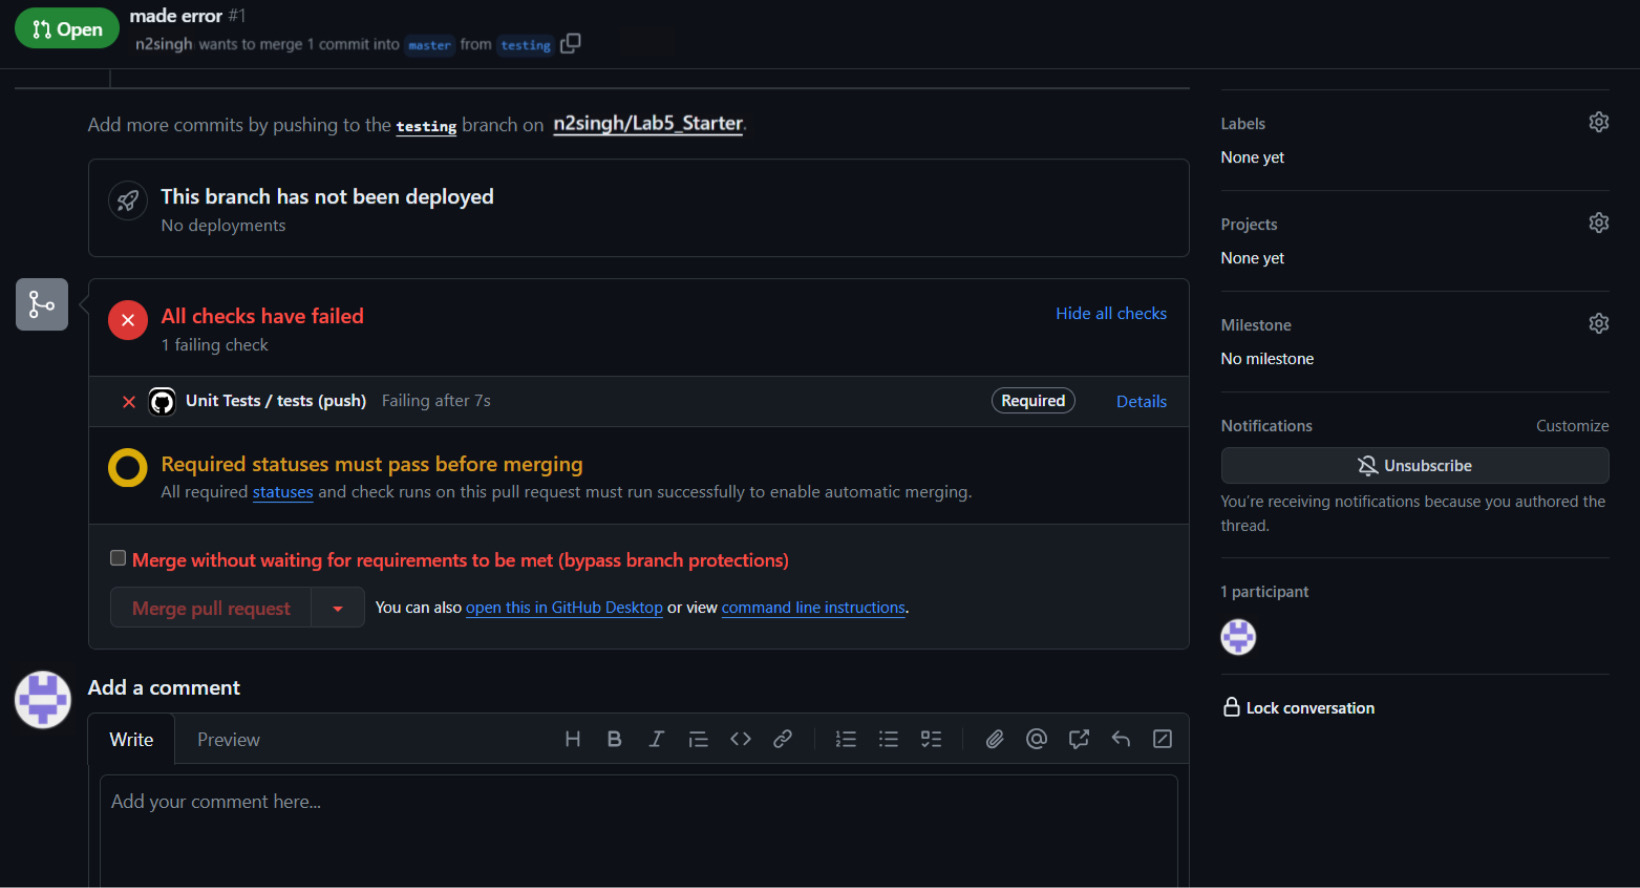 Open
made error #1
n2singh wants to merge 1 commit into master from testing
Add more commits by pushing to the testing branch on n2singh/Lab5_Starter.
This branch has not been deployed
No deployments
All checks have failed
Hide all checks
1 failing check
Unit Tests / tests (push) Failing after 7s
Required
Details
Required statuses must pass before merging
All required statuses and check runs on this pull request must run successfully to enable automatic merging.
Merge without waiting for requirements to be met (bypass branch protections)
Merge pull request
You can also open this in GitHub Desktop or view command line instructions.
Add a comment
Write
Preview
Add your comment here...
Labels
None yet
Projects
None yet
Milestone
No milestone
Notifications
Customize
Unsubscribe
You're receiving notifications because you authored the
thread.
1 participant
Lock conversation